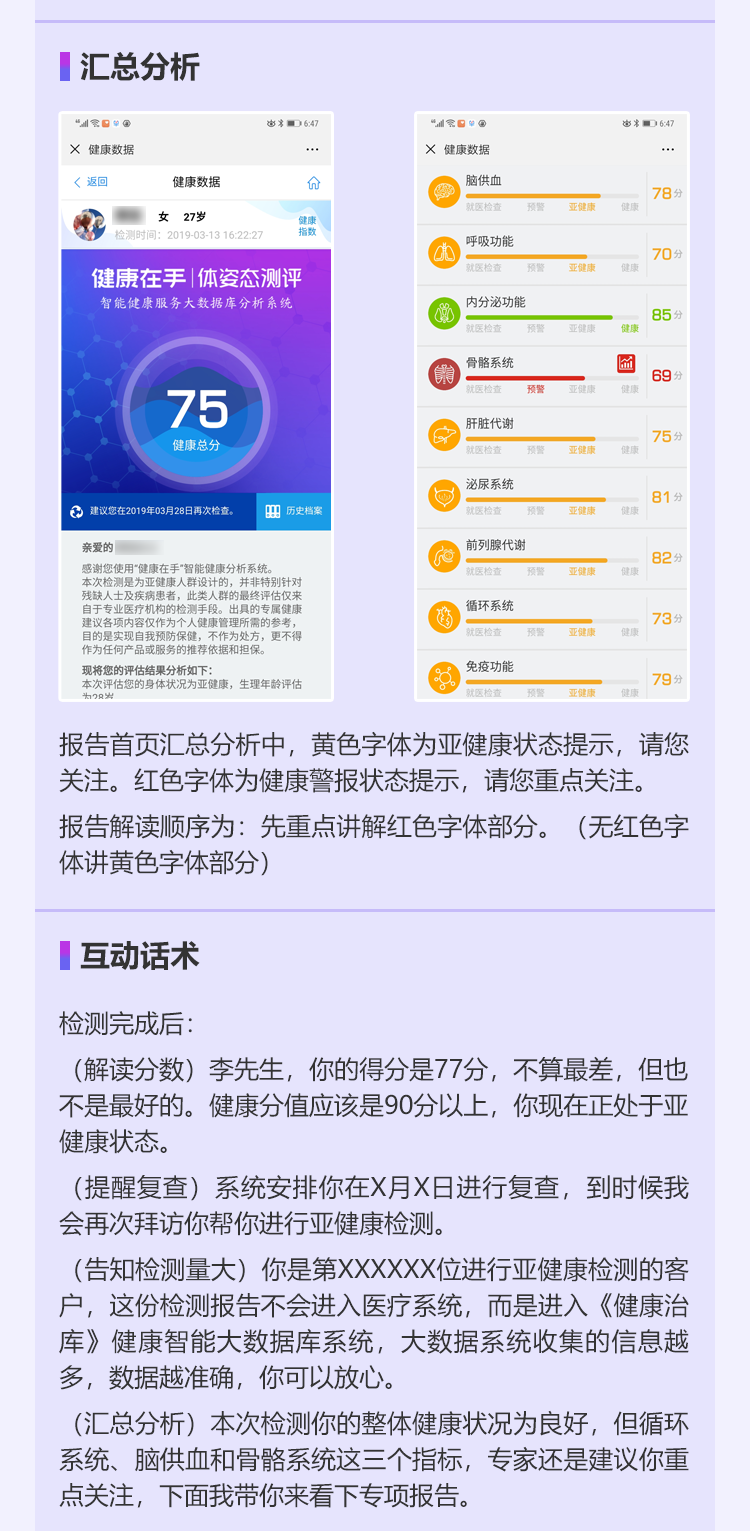 汇总分析
6:47
健康数据
返回
健康数据
女 27岁
健康
指数
检测时间：2019-03-13 16:22:27
健康在手|体姿态测评
智能健康服务大数据库分析系统
75
健康总分
建议您在2019年03月28日再次检查。
历史档案
亲爱的
感谢您使用“健康在手”智能健康分析系统。
本次检测是为亚健康人群设计的，并非特别针对
残缺人士及疾病患者，此类人群的最终评估仅来
自于专业医疗机构的检测手段。出具的专属健康
建议各项内容仅作为个人健康管理所需的参考，
目的是实现自我预防保健，不作为处方，更不得
作为任何产品或服务的推荐依据和担保。
现将您的评估结果分析如下：
本次评估您的身体状况为亚健康，生理年龄评估
为28岁
6:47
健康数据
脑供血
78分
就医检查 预警 亚健康 健康
呼吸功能
70分
就医检查 预警 亚健康 健康
内分泌功能
85分
就医检查 预警 亚健康 健康
骨骼系统
69分
就医检查 预警 亚健康 健康
肝脏代谢
75分
就医检查 预警 亚健康 健康
泌尿系统
81分
就医检查 预警 亚健康 健康
前列腺代谢
82分
就医检查 预警 亚健康 健康
循环系统
73分
就医检查 预警 亚健康 健康
免疫功能
79分
就医检查 预警 亚健康 健康
报告首页汇总分析中，黄色字体为亚健康状态提示，请您
关注。红色字体为健康警报状态提示，请您重点关注。
报告解读顺序为：先重点讲解红色字体部分。（无红色字
体讲黄色字体部分）
互动话术
检测完成后：
（解读分数）李先生，你的得分是77分，不算最差，但也
不是最好的。健康分值应该是90分以上，你现在正处于亚
健康状态。
（提醒复查）系统安排你在X月X日进行复查，到时候我
会再次拜访你帮你进行亚健康检测。
（告知检测量大）你是第XXXXXX位进行亚健康检测的客
户，这份检测报告不会进入医疗系统，而是进入《健康治
库》健康智能大数据库系统，大数据系统收集的信息越
多，数据越准确，你可以放心。
（汇总分析）本次检测你的整体健康状况为良好，但循环
系统、脑供血和骨骼系统这三个指标，专家还是建议你重
点关注，下面我带你来看下专项报告。